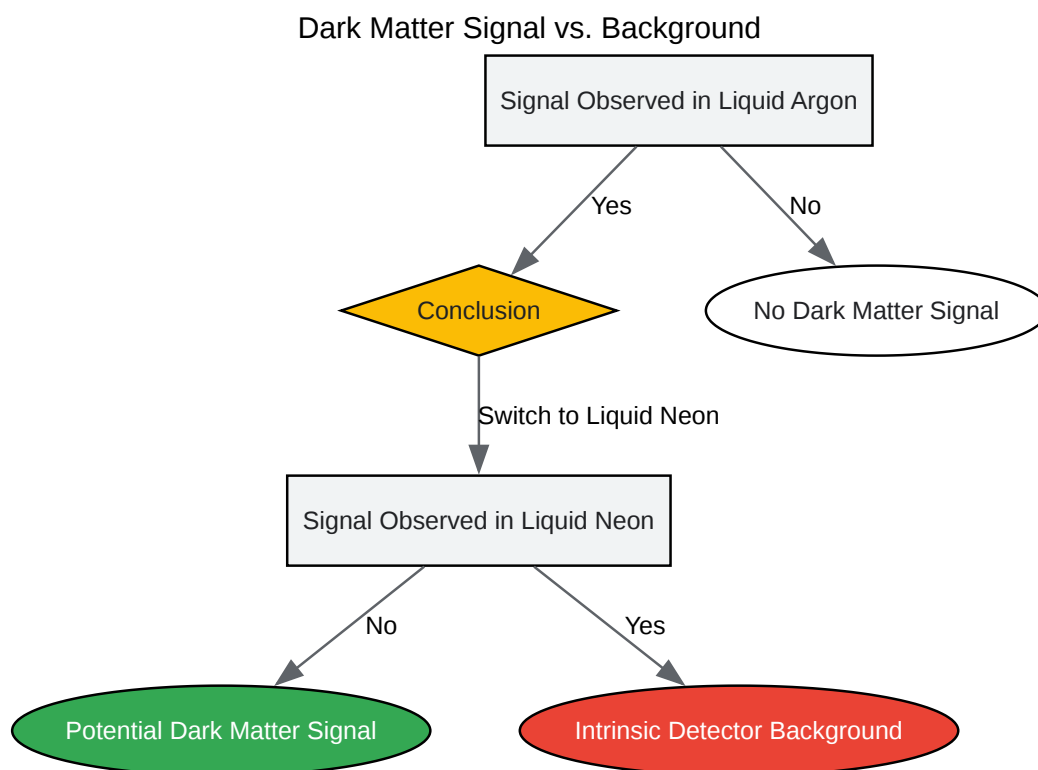 Dark Matter Signal vs. Background
Signal Observed in Liquid Argon
Yes
No
Conclusion
No Dark Matter Signal
Switch to Liquid Neon
Signal Observed in Liquid Neon
No
Yes
Potential Dark Matter Signal
Intrinsic Detector Background